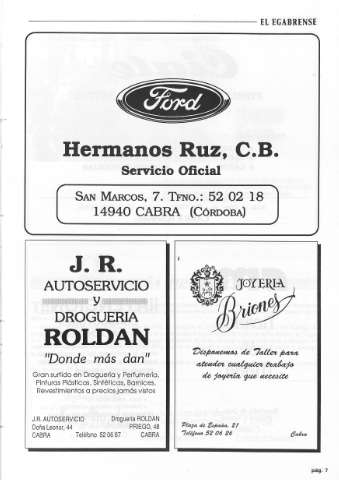 EL EGABRENSE
Ford
Hermanos Ruz, C.B.
Servicio Oficial
SAN MARCOS, 7. TFNO.: 52 02 18
14940 CABRA (CÓRDOBA)
J. R.
AUTOSERVICIO
y
DROGUERIA
ROLDAN
"Donde más dan"
Gran surtido en Droguería y Perfumería,
Pinturas Plásticas, Sintéticas, Barnices,
Revestimientos a precios jamás vistos
J.R. AUTOSERVICIO
Doña Leonor, 44
CABRA
Teléfono 52 06 87
Droguería ROLDAN
PRIEGO, 48
CABRA
JOYERIA
Briones
Disponemos de Taller para
atender cualquier trabajo
de joyería que necesite
Plaza de España, 21
Teléfono 52 06 26
Cabra
pág. 7